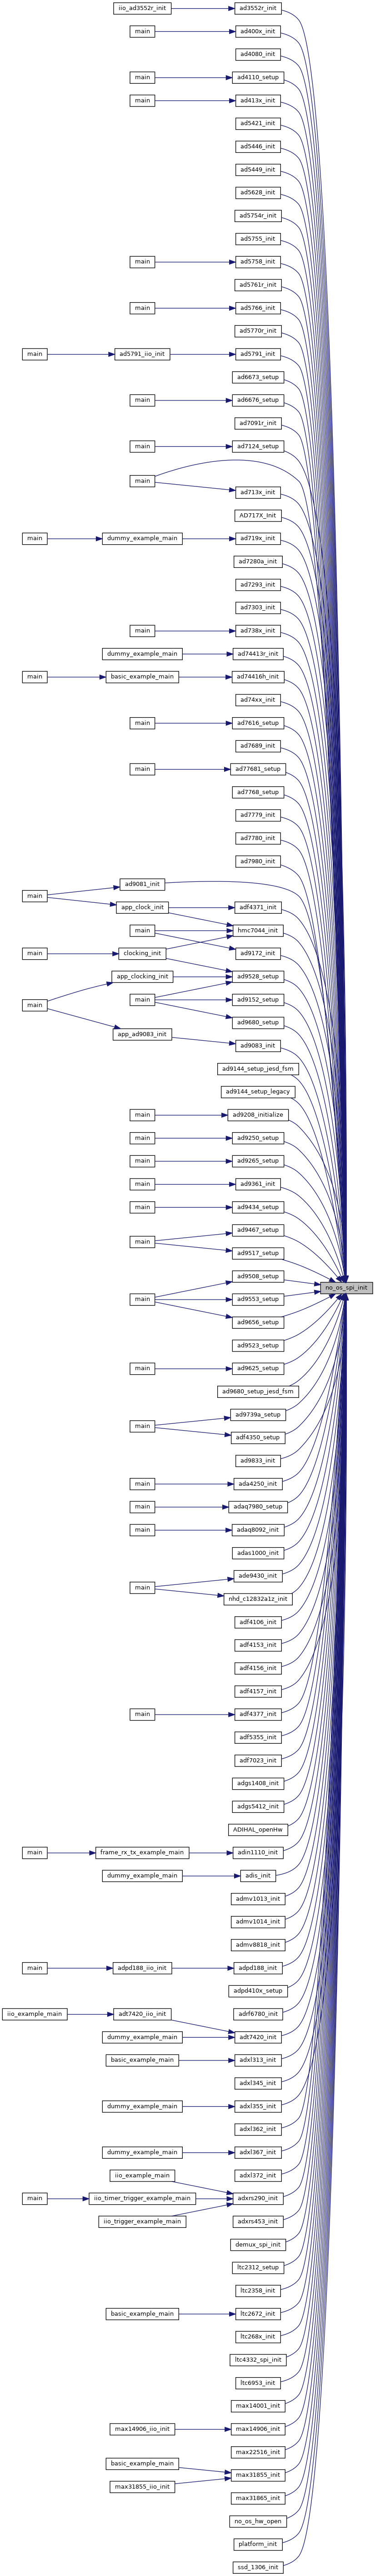 iio_ad3552r_init ad3552r_init
main ad400x_init
ad4080_init
main ad4110_setup
main ad413x_init
ad5421_init
ad5446_init
ad5449_init
ad5628_init
ad5754r_init
ad5755_init
main ad5758_init
ad5761r_init
main ad5766_init
ad5770r_init
main ad5791_iio_init ad5791_init
ad6673_setup
main ad6676_setup
ad7091r_init
main ad7124_setup
main
ad713x_init
AD717X_Init
main dummy_example_main ad719x_init
ad7280a_init
ad7293_init
ad7303_init
main ad738x_init
dummy_example_main ad74413r_init
main basic_example_main ad74416h_init
ad74xx_init
main ad7616_setup
ad7689_init
main ad77681_setup
ad7768_setup
ad7779_init
ad7780_init
ad7980_init
ad9081_init
main
app_clock_init adf4371_init
main hmc7044_init
main clocking_init ad9172_init
app_clocking_init ad9528_setup
main ad9152_setup
main
ad9680_setup
app_ad9083_init
ad9083_init
ad9144_setup_jesd_fsm
ad9144_setup_legacy
main ad9208_initialize
main ad9250_setup
main ad9265_setup
main ad9361_init
main ad9434_setup
ad9467_setup
main
ad9517_setup
ad9508_setup
no_os_spi_init
main ad9553_setup
ad9656_setup
ad9523_setup
main ad9625_setup
ad9680_setup_jesd_fsm
ad9739a_setup
main
adf4350_setup
ad9833_init
main ada4250_init
main adaq7980_setup
main adaq8092_init
adas1000_init
ade9430_init
main
nhd_c12832a1z_init
adf4106_init
adf4153_init
adf4156_init
adf4157_init
main adf4377_init
adf5355_init
adf7023_init
adgs1408_init
adgs5412_init
ADIHAL_openHw
main frame_rx_tx_example_main adin1110_init
dummy_example_main adis_init
admv1013_init
admv1014_init
admv8818_init
main adpd188_iio_init adpd188_init
adpd410x_setup
iio_example_main adt7420_iio_init adrf6780_init
dummy_example_main adt7420_init
basic_example_main adxl313_init
adxl345_init
dummy_example_main adxl355_init
adxl362_init
dummy_example_main adxl367_init
iio_example_main adxl372_init
main iio_timer_trigger_example_main adxrs290_init
iio_trigger_example_main adxrs453_init
demux_spi_init
ltc2312_setup
ltc2358_init
basic_example_main ltc2672_init
ltc268x_init
ltc4332_spi_init
ltc6953_init
max14001_init
max14906_iio_init max14906_init
max22516_init
basic_example_main
max31855_init
max31855_iio_init
max31865_init
no_os_hw_open
platform_init
ssd_1306_init